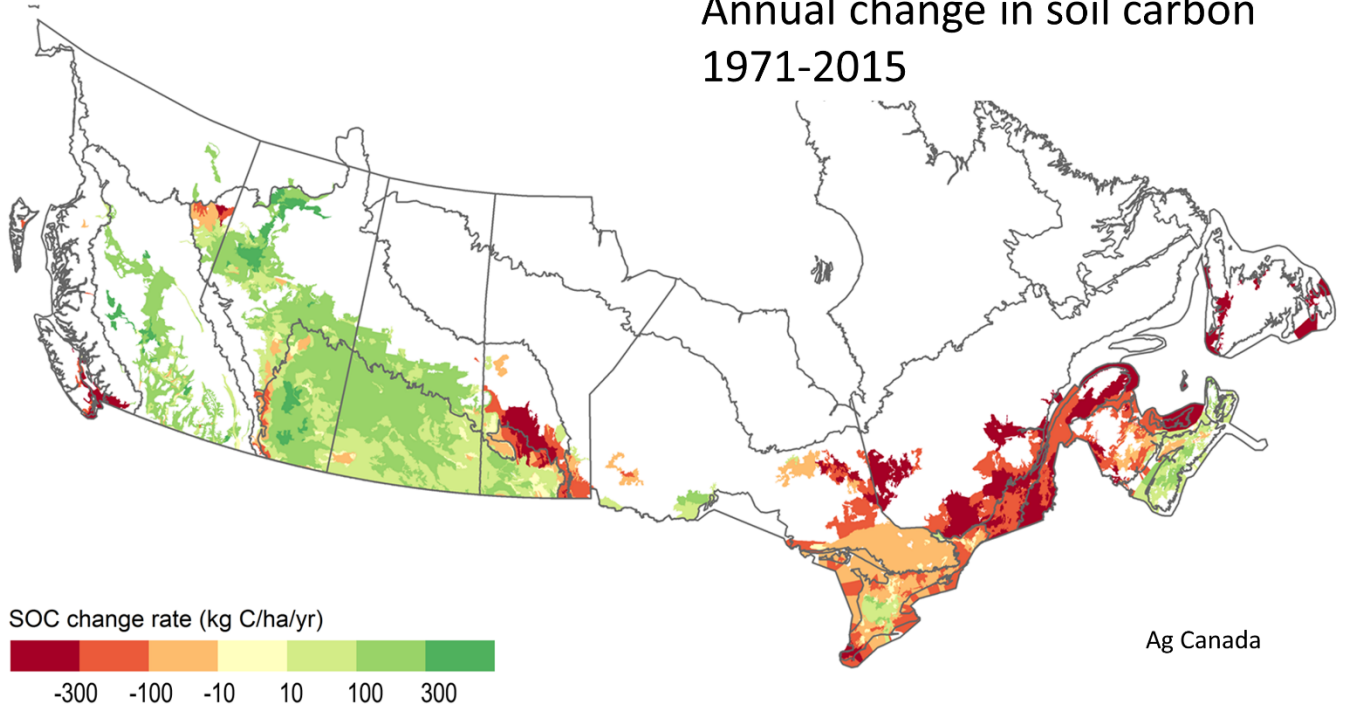 Annual change in soil carbon
1971-2015
SOC change rate (kg C/ha/yr)
-300 -100 -10 10 100 300
Ag Canada